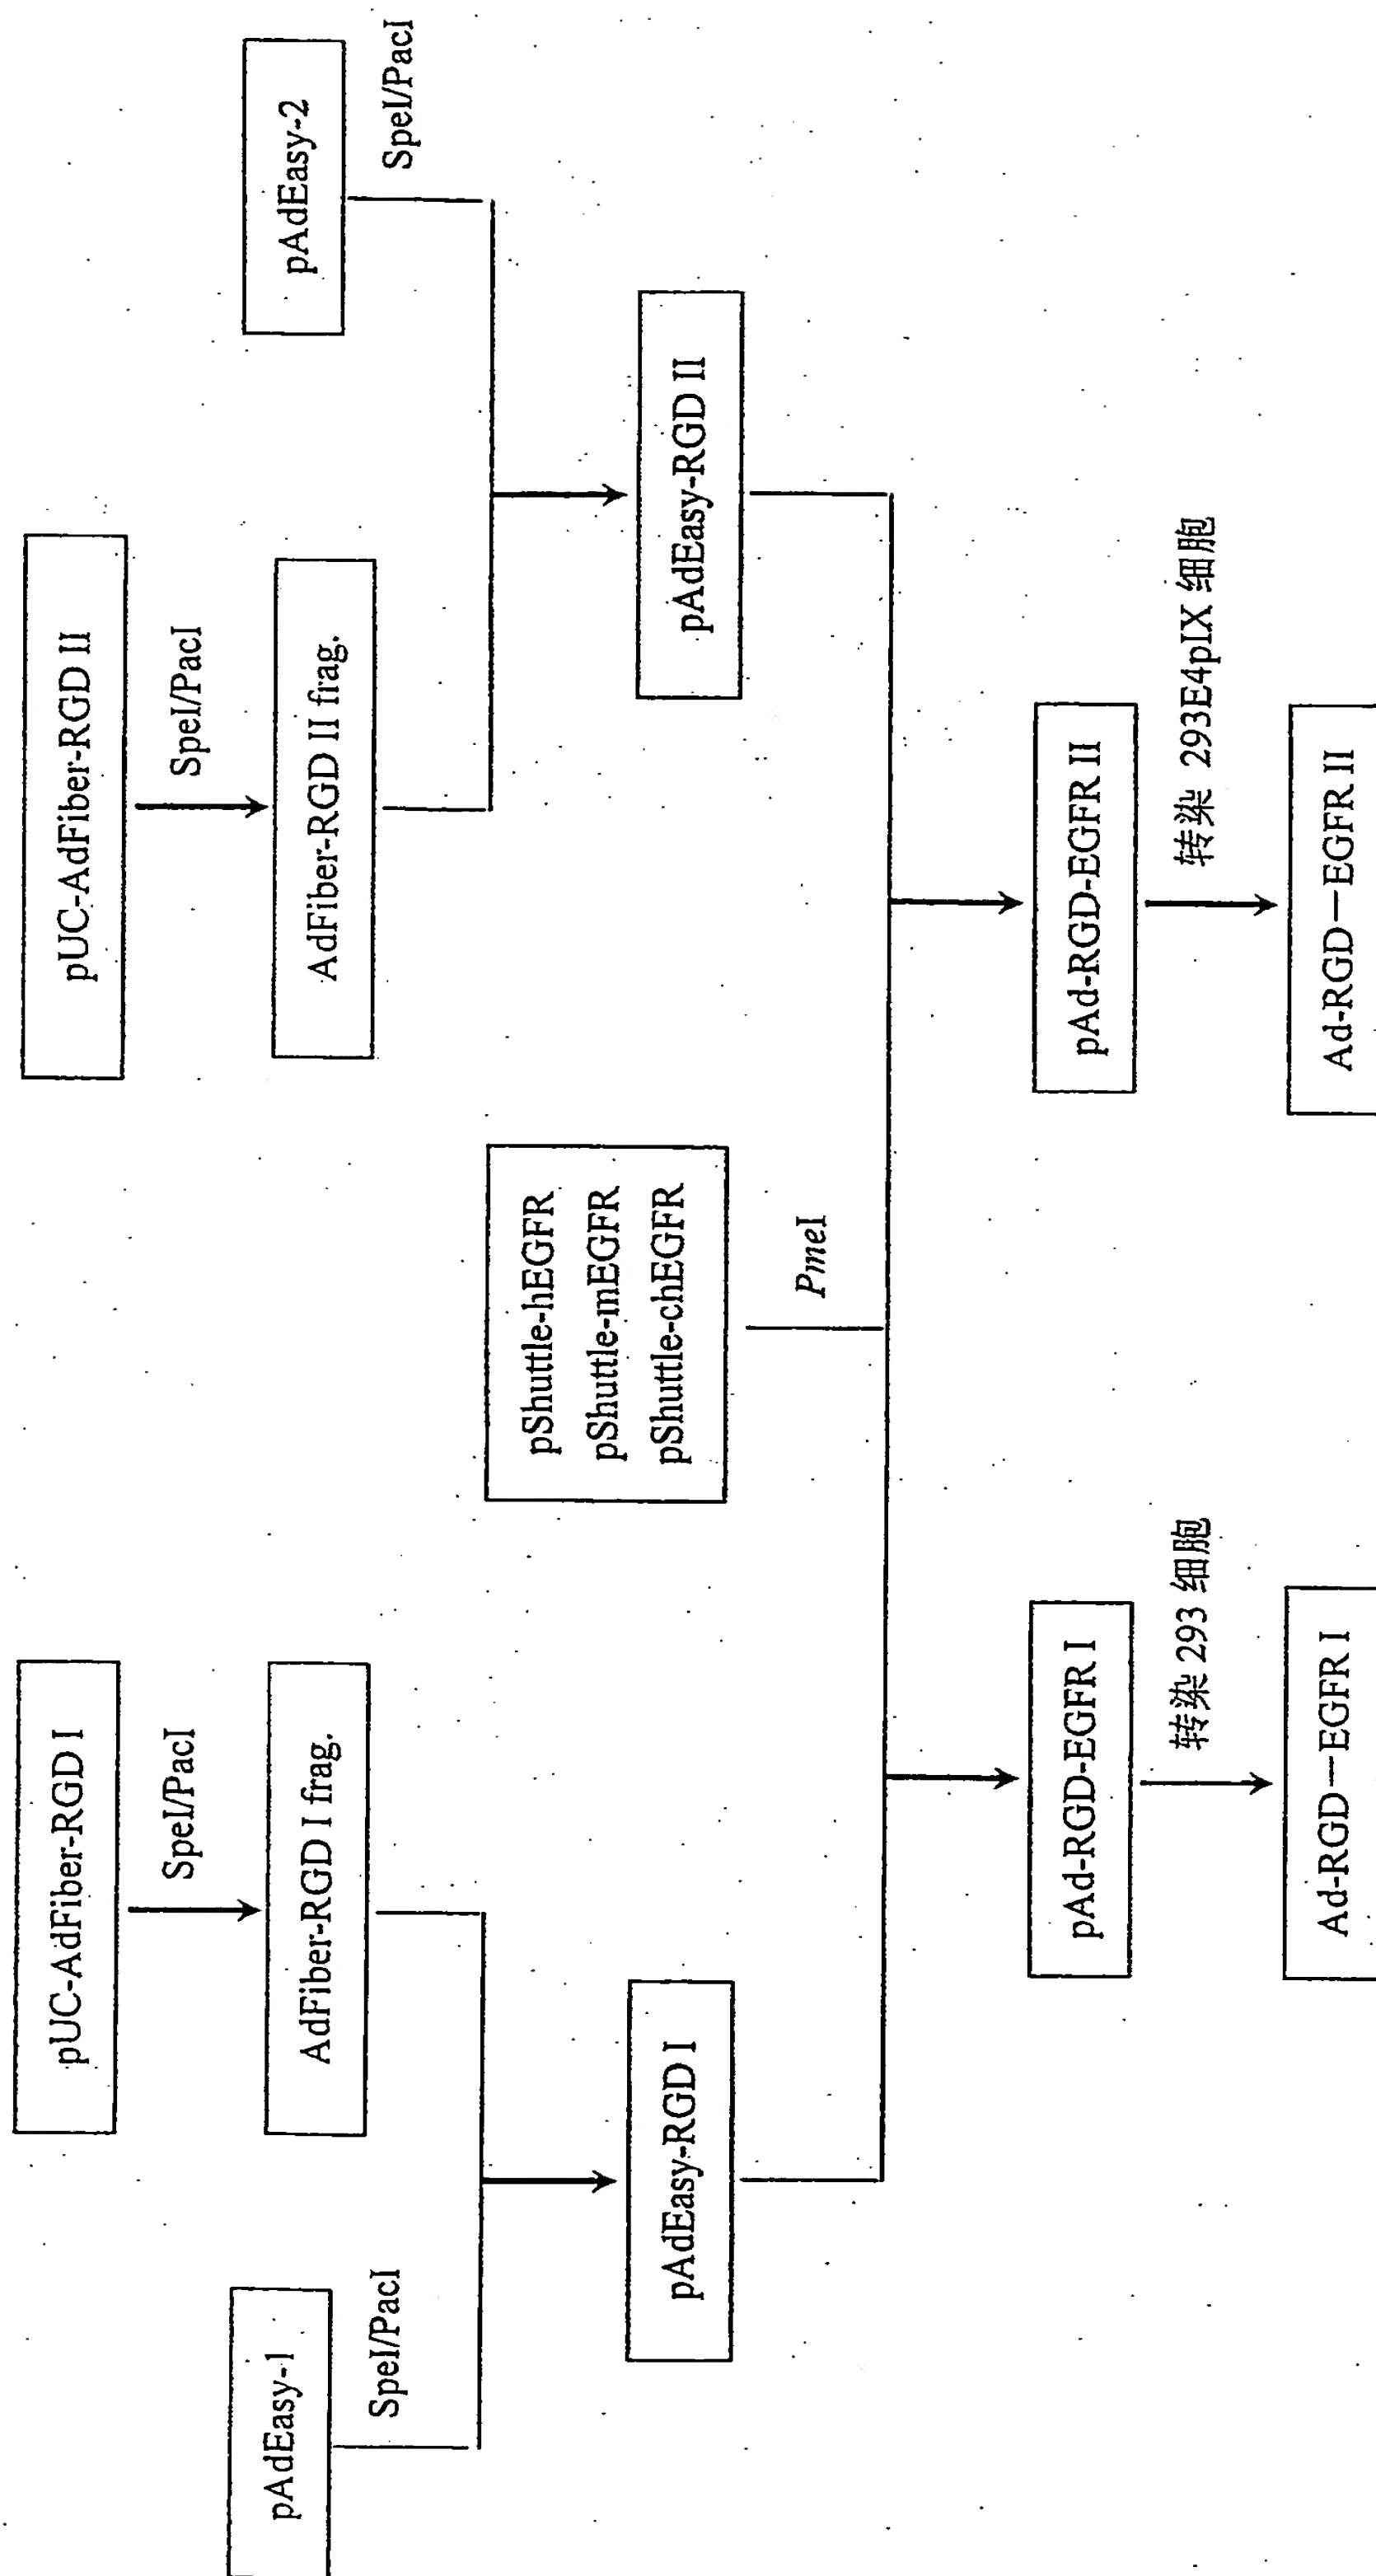 pUC-AdFiber-RGD I
pUC-AdFiber-RGD II
SpeI/PacI
SpeI/PacI
pAdEasy-1
AdFiber-RGD I frag.
AdFiber-RGD II frag.
pAdEasy-2
SpeI/PacI
SpeI/PacI
pShuttle-hEGFR
pShuttle-mEGFR
pShuttle-chEGFR
pAdEasy-RGD I
pAdEasy-RGD II
PmeI
pAd-RGD-EGFR I
pAd-RGD-EGFR II
转染 293 细胞
转染 293E4pIX 细胞
Ad-RGD—EGFR I
Ad-RGD—EGFR II